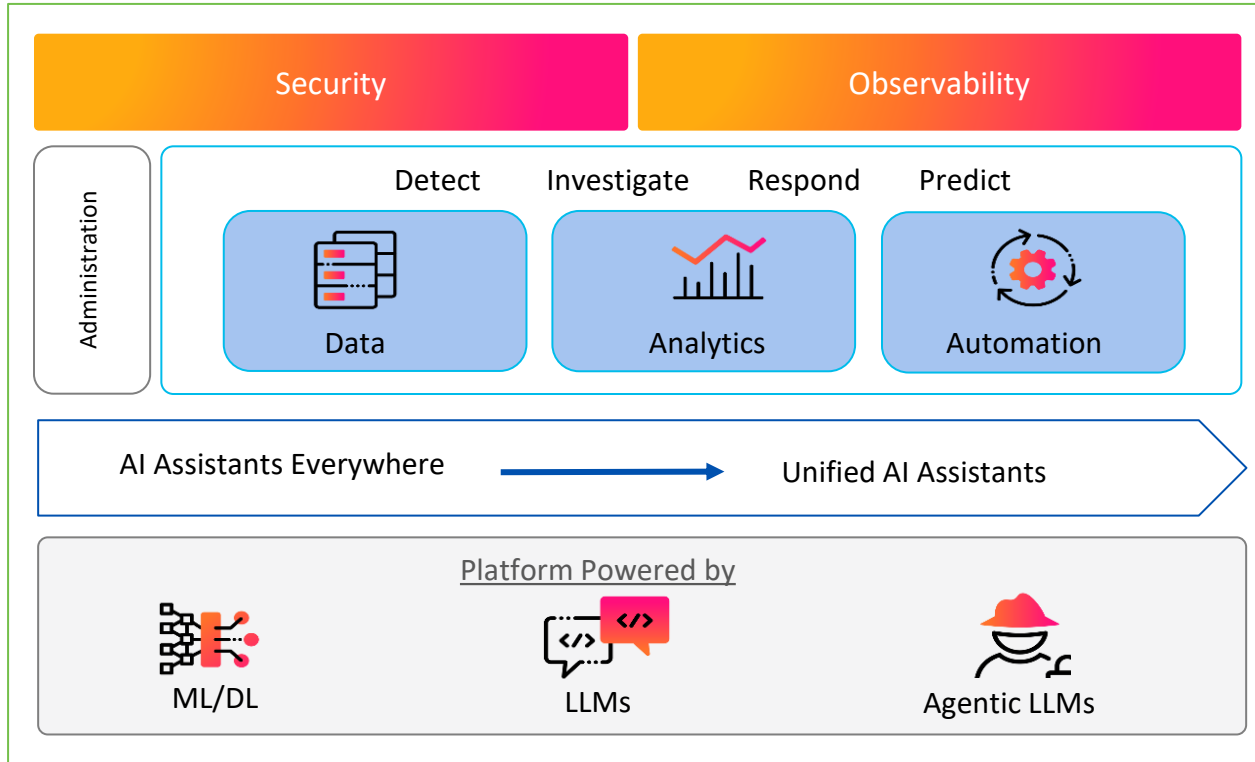 Security Observability
Administration
Detect Investigate Respond Predict
Data Analytics Automation
AI Assistants Everywhere Unified AI Assistants
Platform Powered by
</> </>
ML/DL LLMs Agentic LLMs